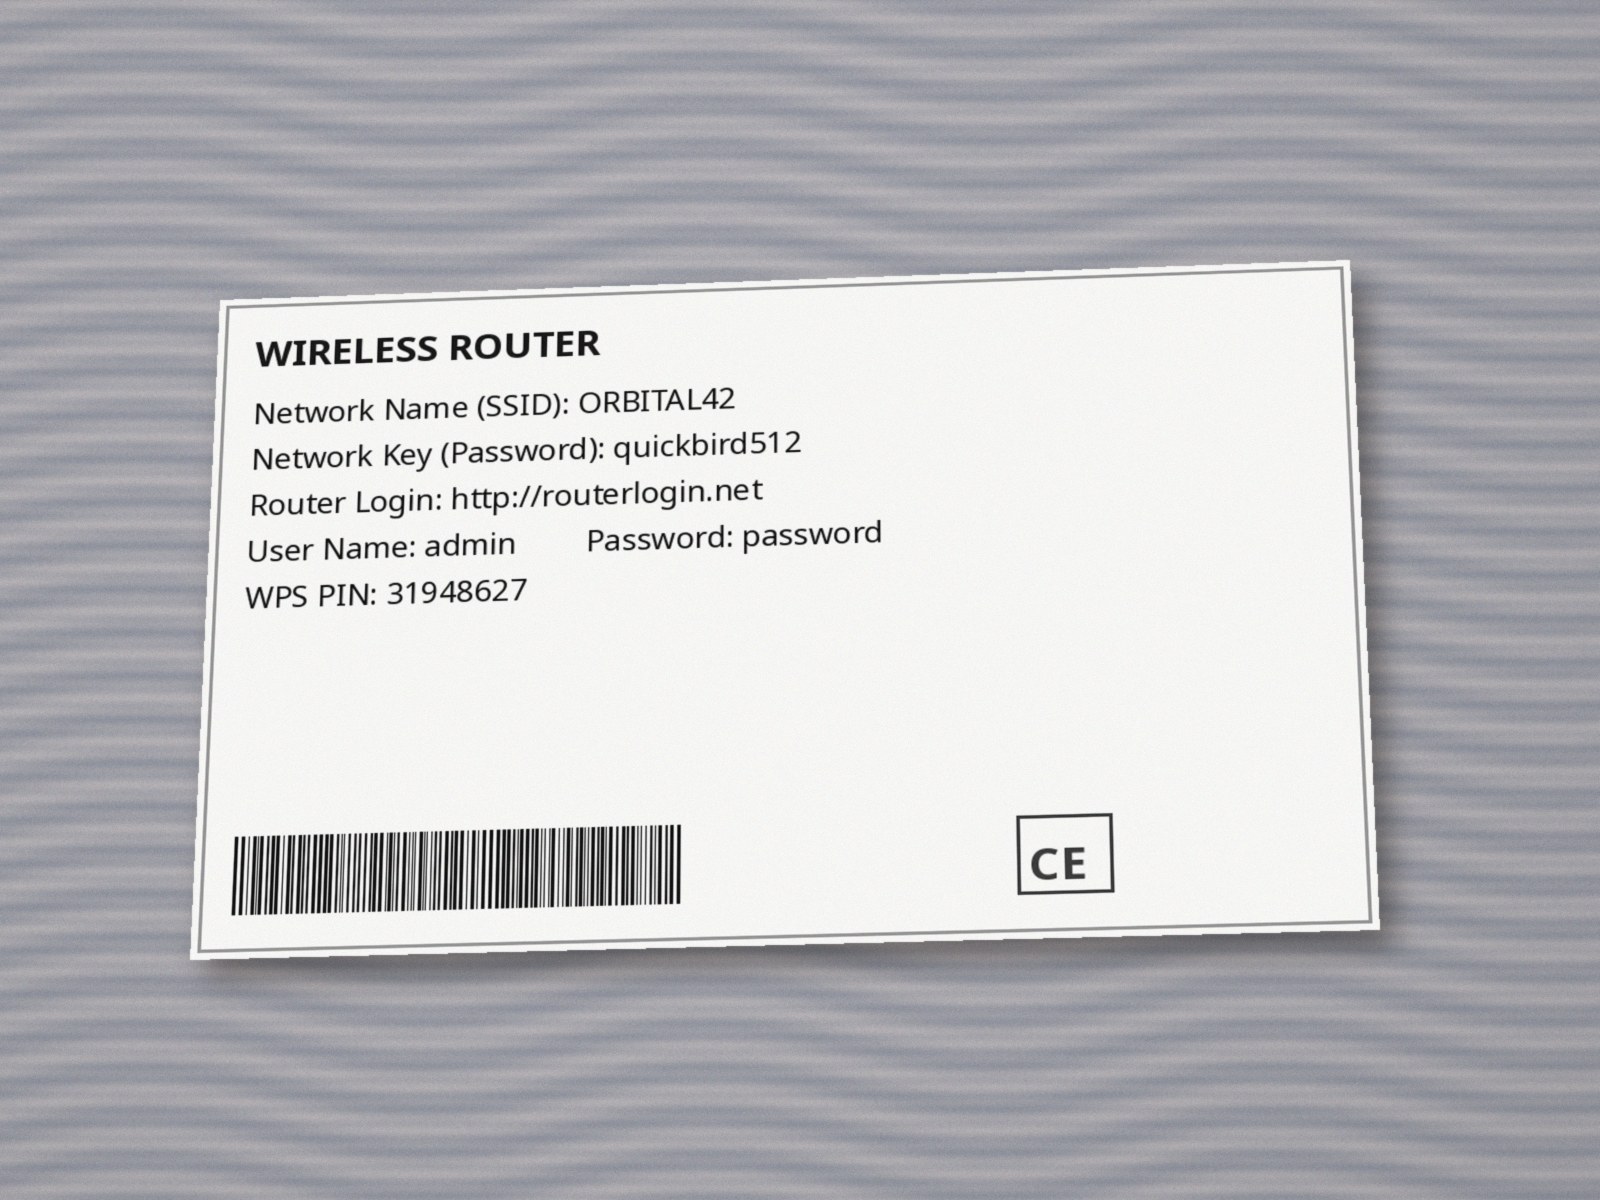 WIRELESS ROUTER
Network Name (SSID): ORBITAL42
Network Key (Password): quickbird512
Router Login: http://routerlogin.net
User Name: admin Password: password
WPS PIN: 31948627
CE